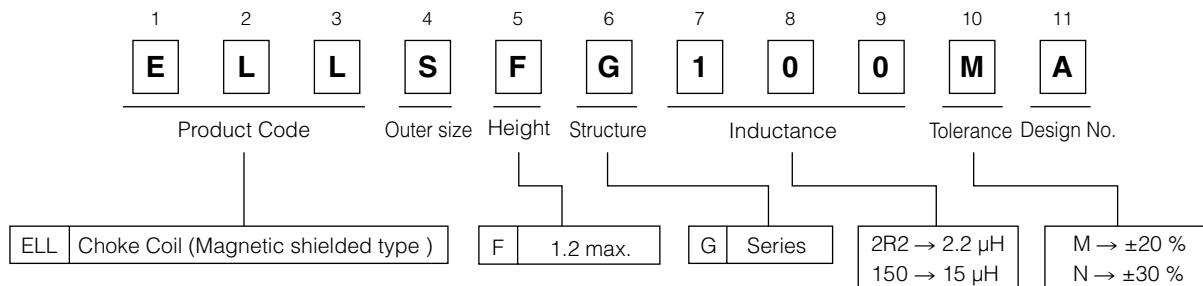 1 2 3 4 5 6 7 8 9 10 11
E L L S F G 1 0 0 M A
Product Code Outer size Height Structure Inductance Tolerance Design No.
ELL Choke Coil (Magnetic shielded type )
F 1.2 max.
G Series
2R2 → 2.2 µH
150 → 15 µH
M → ±20 %
N → ±30 %